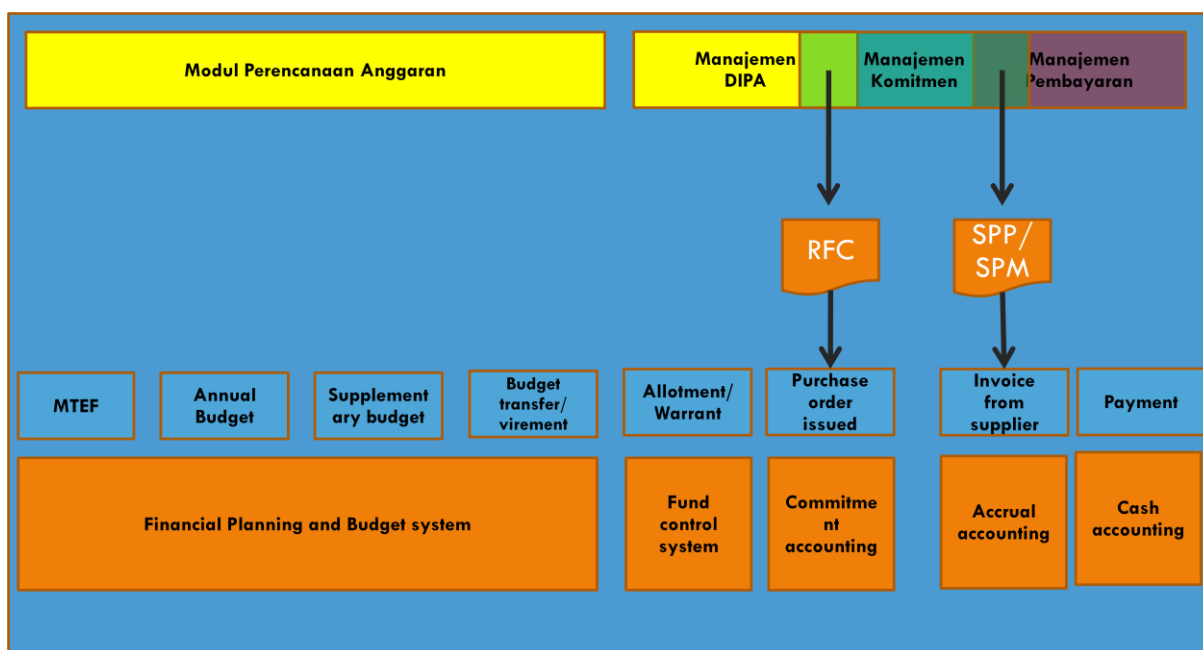 Modul Perencanaan Anggaran
Manajemen
DIPA
Manajemen
Komitmen
Manajemen
Pembayaran
RFC
SPP/
SPM
MTEF
Annual
Budget
Supplement
ary budget
Budget
transfer/
virement
Allotment/
Warrant
Purchase
order
issued
Invoice
from
supplier
Payment
Financial Planning and Budget system
Fund
control
system
Commitme
nt
accounting
Accrual
accounting
Cash
accounting